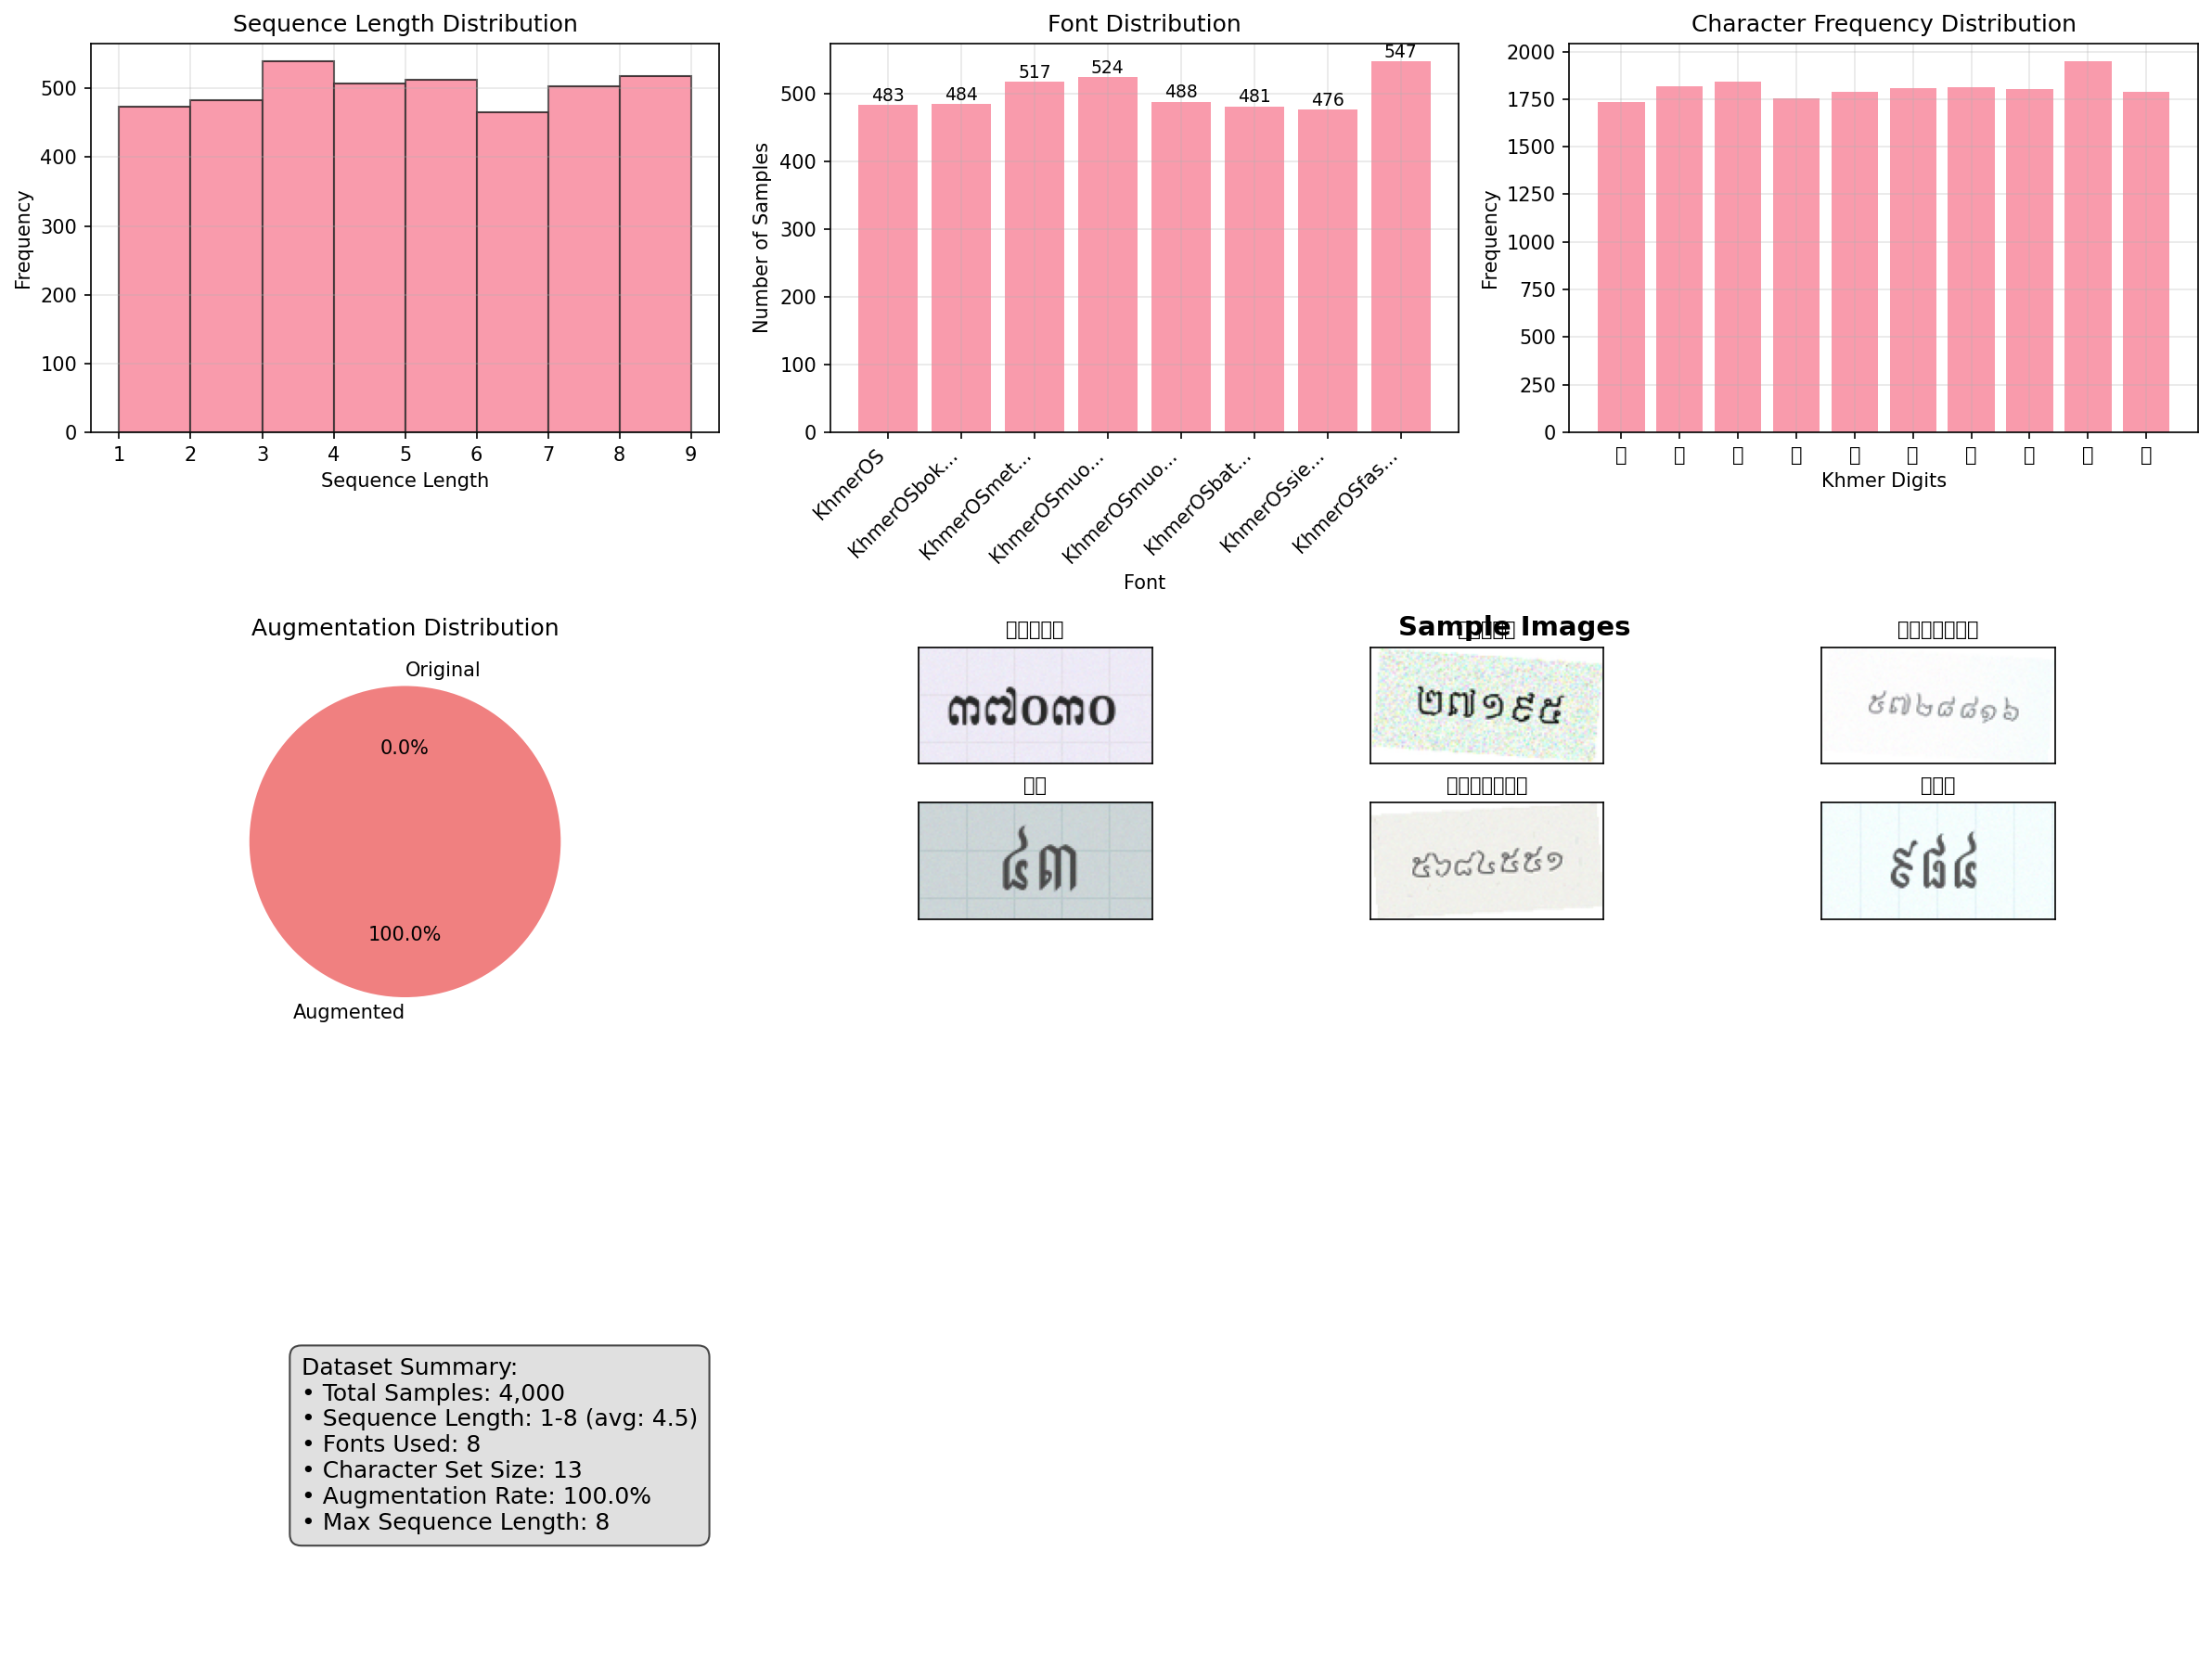 Sequence Length Distribution
Frequency
500
400
300
200
100
0
1 2 3 4 5 6 7 8 9
Sequence Length
Font Distribution
Number of Samples
500
400
300
200
100
0
483 484 517 524 488 481 476 547
KhmerOS KhmerOSbok... KhmerOSmet... KhmerOSmuo... KhmerOSmuo... KhmerOSbat... KhmerOSsie... KhmerOSfas...
Font
Character Frequency Distribution
Frequency
2000
1750
1500
1250
1000
750
500
250
0
Khmer Digits
Augmentation Distribution
Original
0.0%
100.0%
Augmented
Sample Images
៣៧០៣០
២៧១៩៥
៥៧២៨៨១៦
៤៣
៥៦៨៤៥៥១
៩៨៤
Dataset Summary:
• Total Samples: 4,000
• Sequence Length: 1-8 (avg: 4.5)
• Fonts Used: 8
• Character Set Size: 13
• Augmentation Rate: 100.0%
• Max Sequence Length: 8